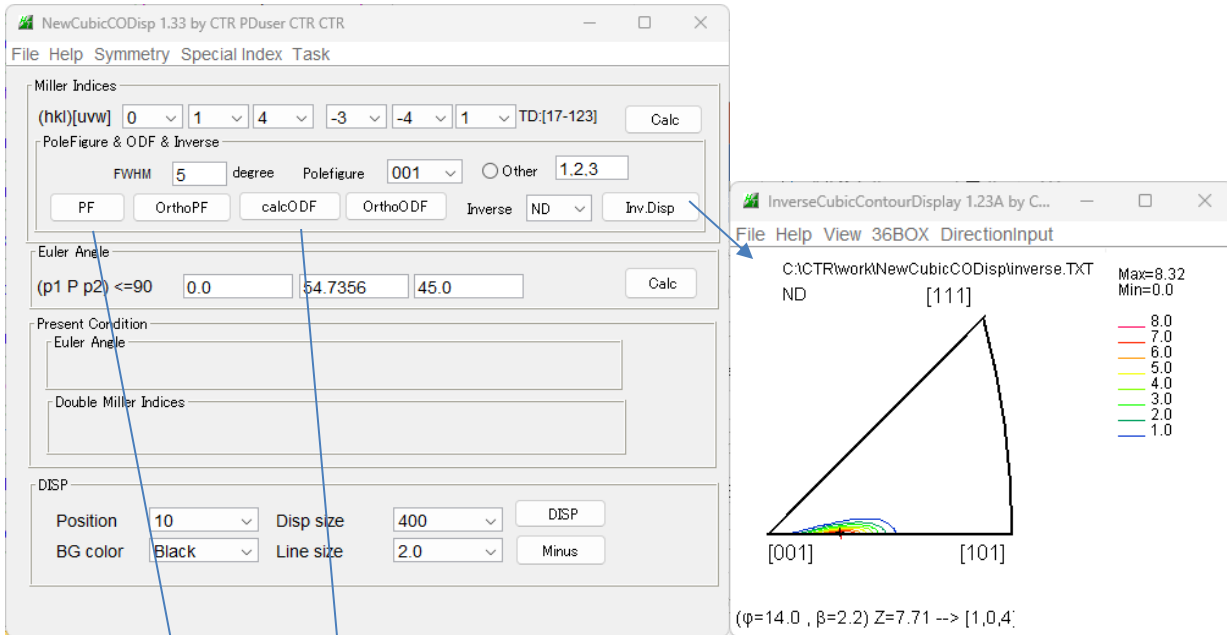 NewCubicCODisp 1.33 by CTR PDuser CTR CTR
File Help Symmetry Special Index Task
Miller Indices
(hkl)[uvw] 0 1 4 -3 -4 1 TD:[17-123] Calc
PoleFigure & ODF & Inverse
FWHM 5 degree Polefigure 001 Other 1,2,3
PF OrthoPF calcODF OrthoODF Inverse ND Inv.Disp
Euler Angle
(p1 P p2) <=90 0.0 54.7356 45.0 Calc
Present Condition
Euler Angle
Double Miller Indices
DISP
Position 10 Disp size 400 DISP
BG color Black Line size 2.0 Minus
InverseCubicContourDisplay 1.23A by C...
File Help View 36BOX DirectionInput
C:\CTR\work\NewCubicCODisp\inverse.TXT
ND
Max=8.32
Min=0.0
[111]
8.0
7.0
6.0
5.0
4.0
3.0
2.0
1.0
[001] [101]
(φ=14.0 , β=2.2) Z=7.71 --> [1,0,4]